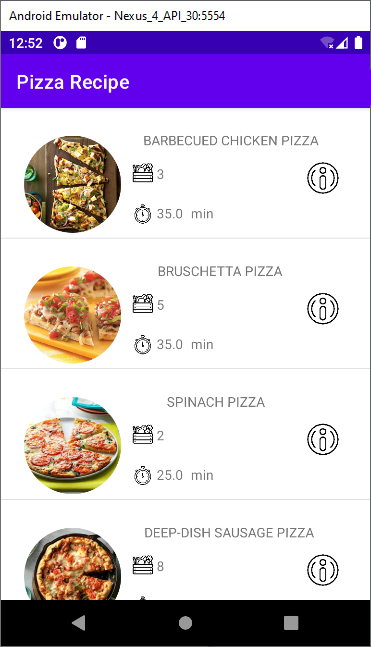 Android Emulator - Nexus_4_API_30:5554
12:52
Pizza Recipe
BARBECUED CHICKEN PIZZA
3
35.0 min
BRUSCHETTA PIZZA
5
35.0 min
SPINACH PIZZA
2
25.0 min
DEEP-DISH SAUSAGE PIZZA
8